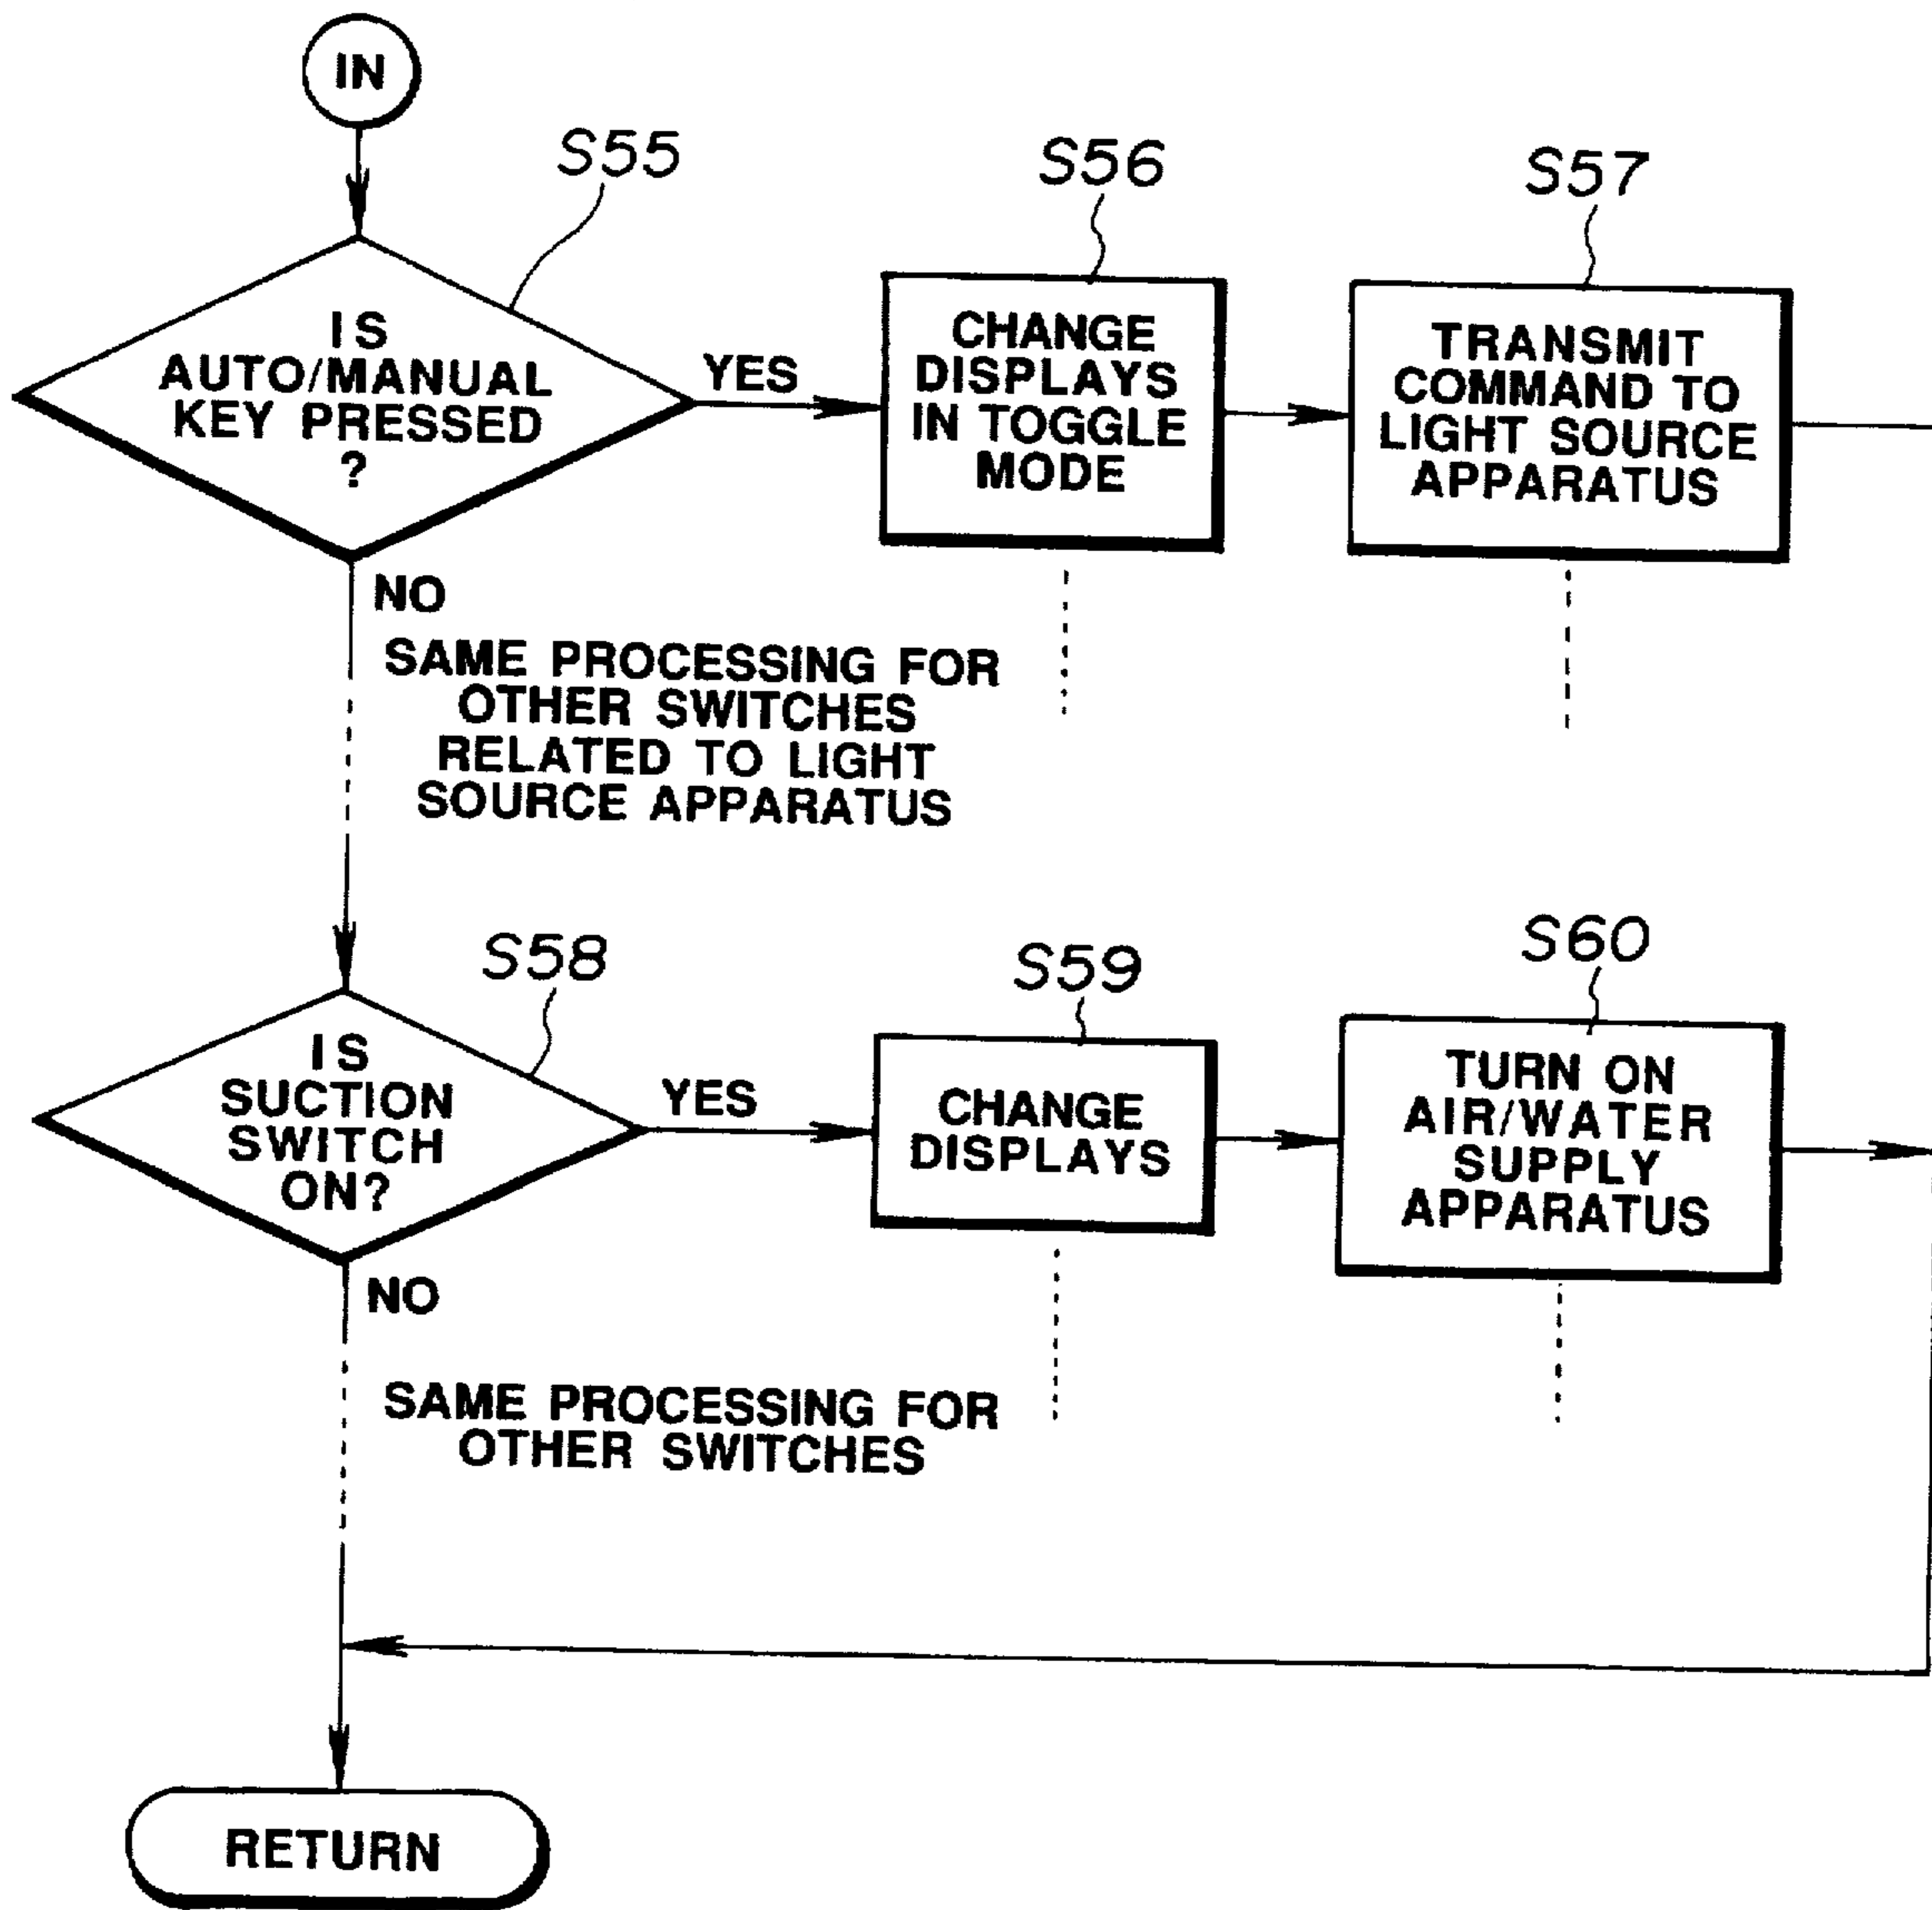 IN
S55
S56
S57
IS
AUTO/MANUAL
KEY PRESSED
?
YES
CHANGE
DISPLAYS
IN TOGGLE
MODE
TRANSMIT
COMMAND TO
LIGHT SOURCE
APPARATUS
NO
SAME PROCESSING FOR
OTHER SWITCHES
RELATED TO LIGHT
SOURCE APPARATUS
S58
S59
S60
IS
SUCTION
SWITCH
ON?
YES
CHANGE
DISPLAYS
TURN ON
AIR/WATER
SUPPLY
APPARATUS
NO
SAME PROCESSING FOR
OTHER SWITCHES
RETURN